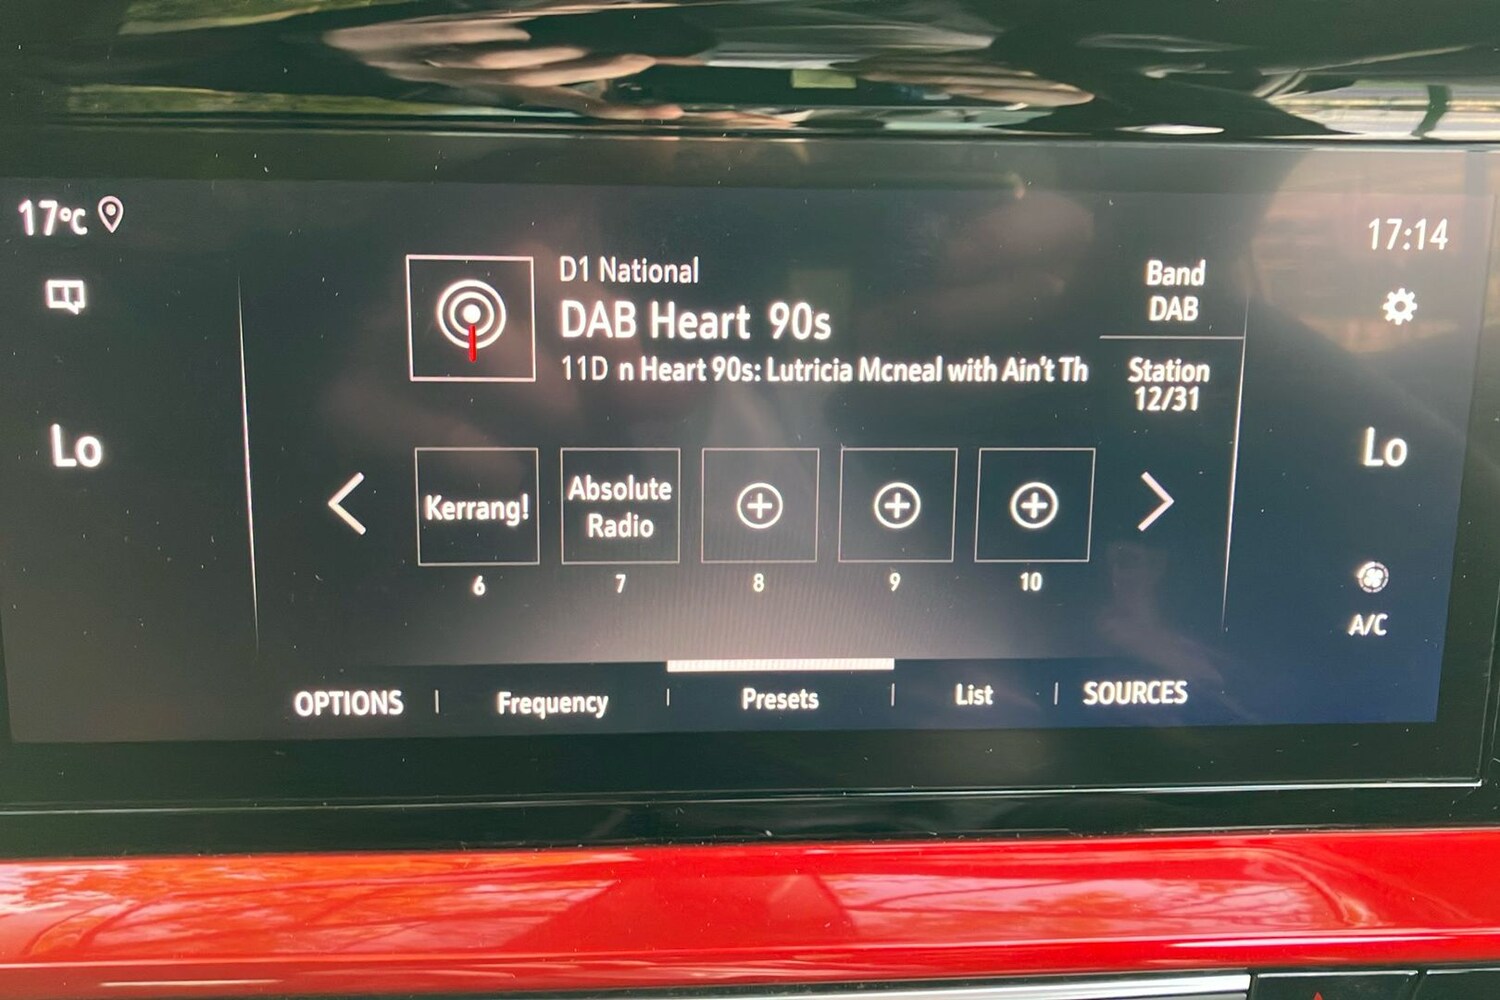 17°C
17:14
D1 National
DAB Heart 90s
11D n Heart 90s: Lutricia Mcneal with Ain't Th
Band
DAB
Station
12/31
Lo
Lo
Kerrang!
Absolute
Radio
6
7
8
9
10
A/C
OPTIONS | Frequency | Presets | List | SOURCES